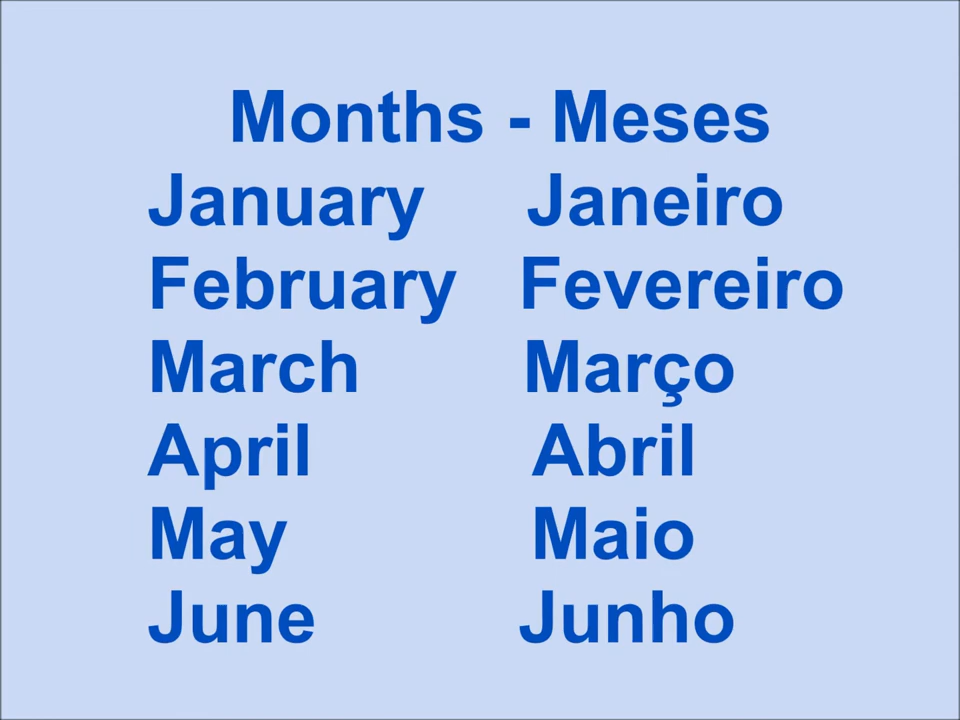 Months - Meses
January Janeiro
February Fevereiro
March Março
April Abril
May Maio
June Junho